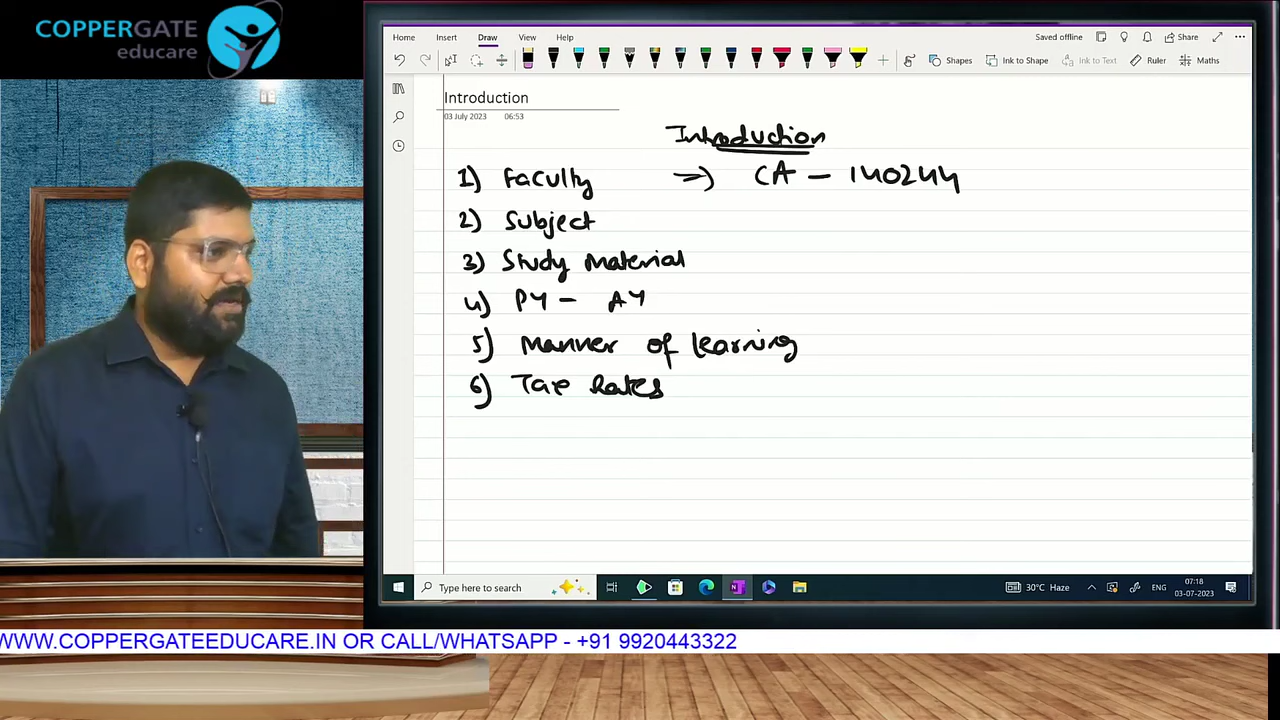 COPPERGATE
educare
Home Insert Draw View Help Saved offline Share
Shapes Ink to Shape Ink to Text Ruler Maths
Introduction
03 July 2023 06:53
Introduction
1) Faculty => CA - 140244
2) Subject
3) Study Material
4) PY - AY
5) Manner of learning
6) Tax Rates
Type here to search 30°C Haze ENG 07:18 03-07-2023
WWW.COPPERGATEEDUCARE.IN OR CALL/WHATSAPP - +91 9920443322